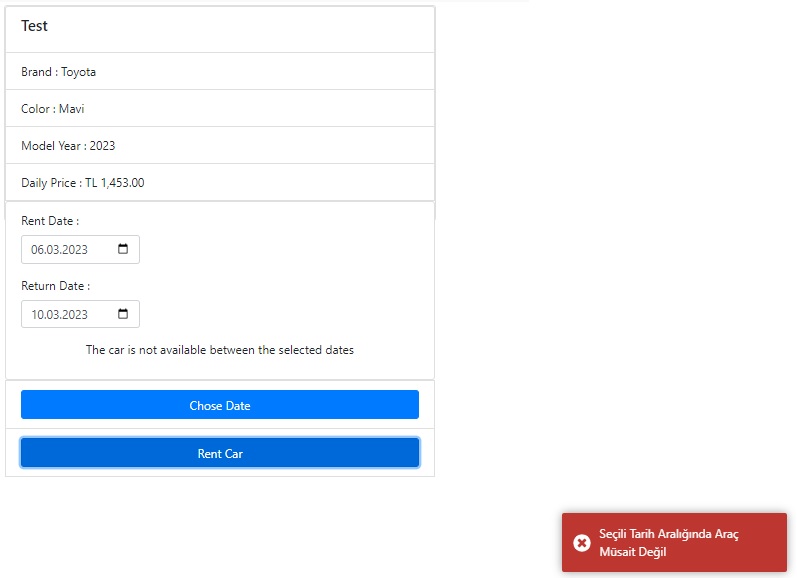 Test
Brand : Toyota
Color : Mavi
Model Year : 2023
Daily Price : TL 1,453.00
Rent Date :
06.03.2023
Return Date :
10.03.2023
The car is not available between the selected dates
Chose Date
Rent Car
Seçili Tarih Aralığında Araç
Müsait Değil